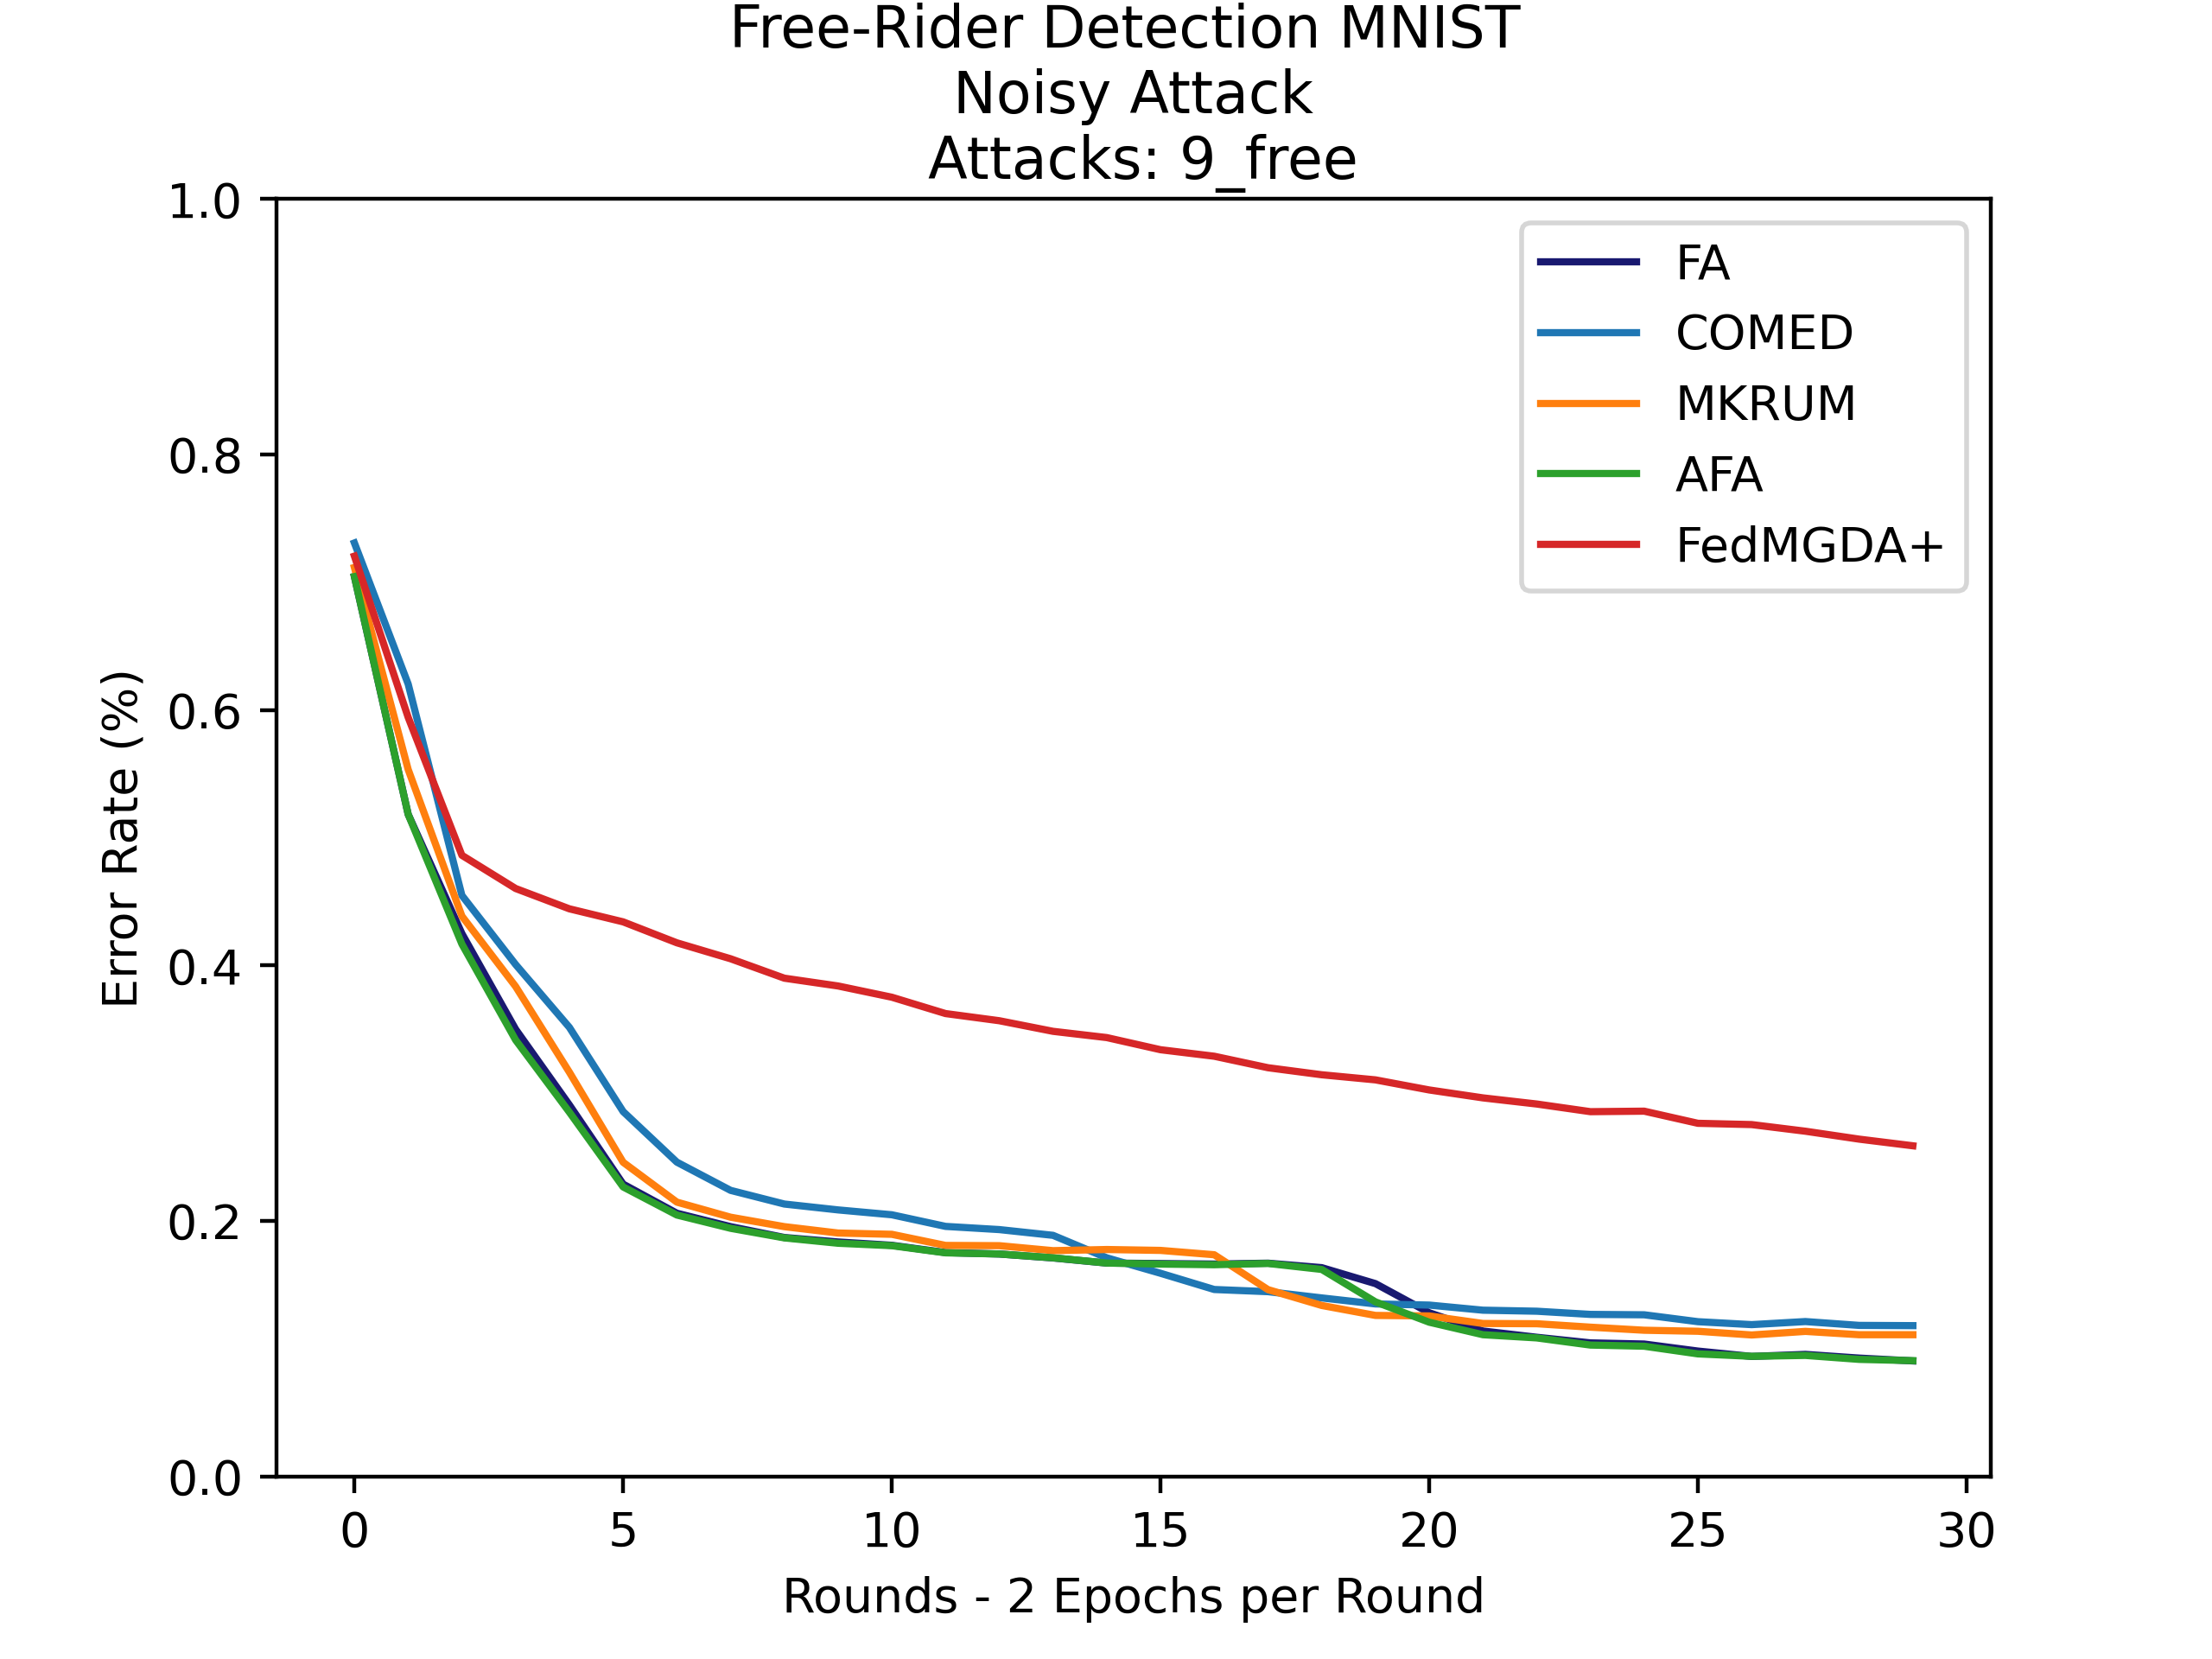 Free-Rider Detection MNIST
Noisy Attack
Attacks: 9_free
1.0
0.8
0.6
0.4
0.2
0.0
Error Rate (%)
FA
COMED
MKRUM
AFA
FedMGDA+
0 5 10 15 20 25 30
Rounds - 2 Epochs per Round